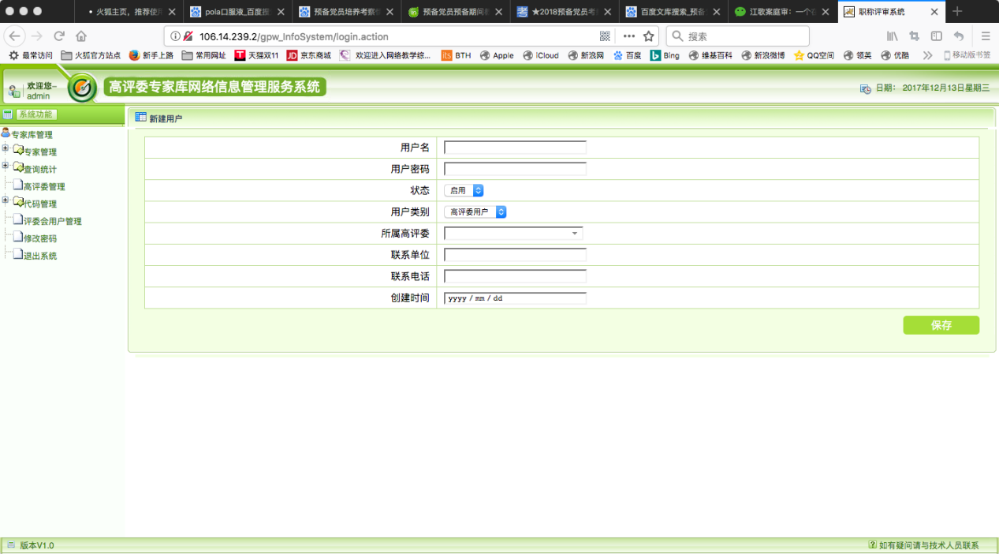 • 火狐主页，推荐使用
pola口服液_百度搜
预备党员培养考察
预备党员预备期间
★2018预备党员考
百度文库搜索_预备
江歌案庭审：一个
职称评审系统
106.14.239.2/gpw_InfoSystem/login.action
搜索
最常访问
火狐官方站点
新手上路
常用网址
天猫双11
京东商城
欢迎进入网络教学综...
BTH
Apple
iCloud
新浪网
百度
Bing
维基百科
新浪微博
QQ空间
领英
优酷
移动版书签
欢迎您--
admin
高评委专家库网络信息管理服务系统
日期： 2017年12月13日星期三
系统功能
专家库管理
专家管理
查询统计
高评委管理
代码管理
评委会用户管理
修改密码
退出系统
新建用户
用户名
用户密码
状态 启用
用户类别 高评委用户
所属高评委
联系单位
联系电话
创建时间 yyyy / mm / dd
保存
版本V1.0
如有疑问请与技术人员联系